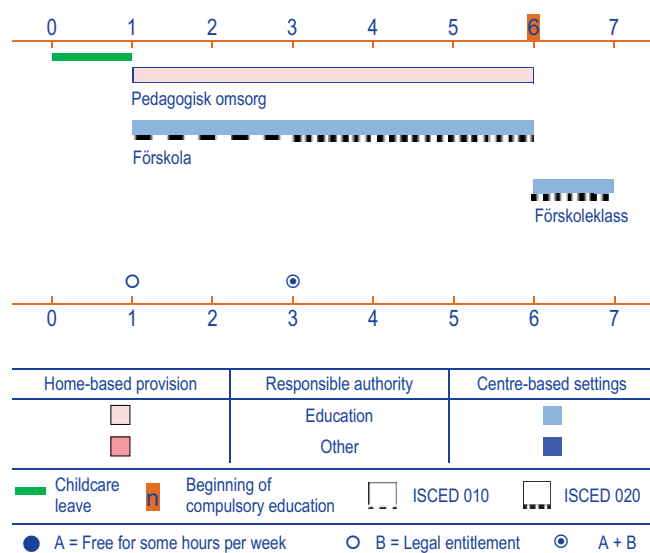 0 1 2 3 4 5 6 7
Pedagogisk omsorg
Förskola
Förskoleklass
0 1 2 3 4 5 6 7
Home-based provision Responsible authority Centre-based settings
Education
Other
Childcare leave n Beginning of compulsory education ISCED 010 ISCED 020
A = Free for some hours per week B = Legal entitlement A + B